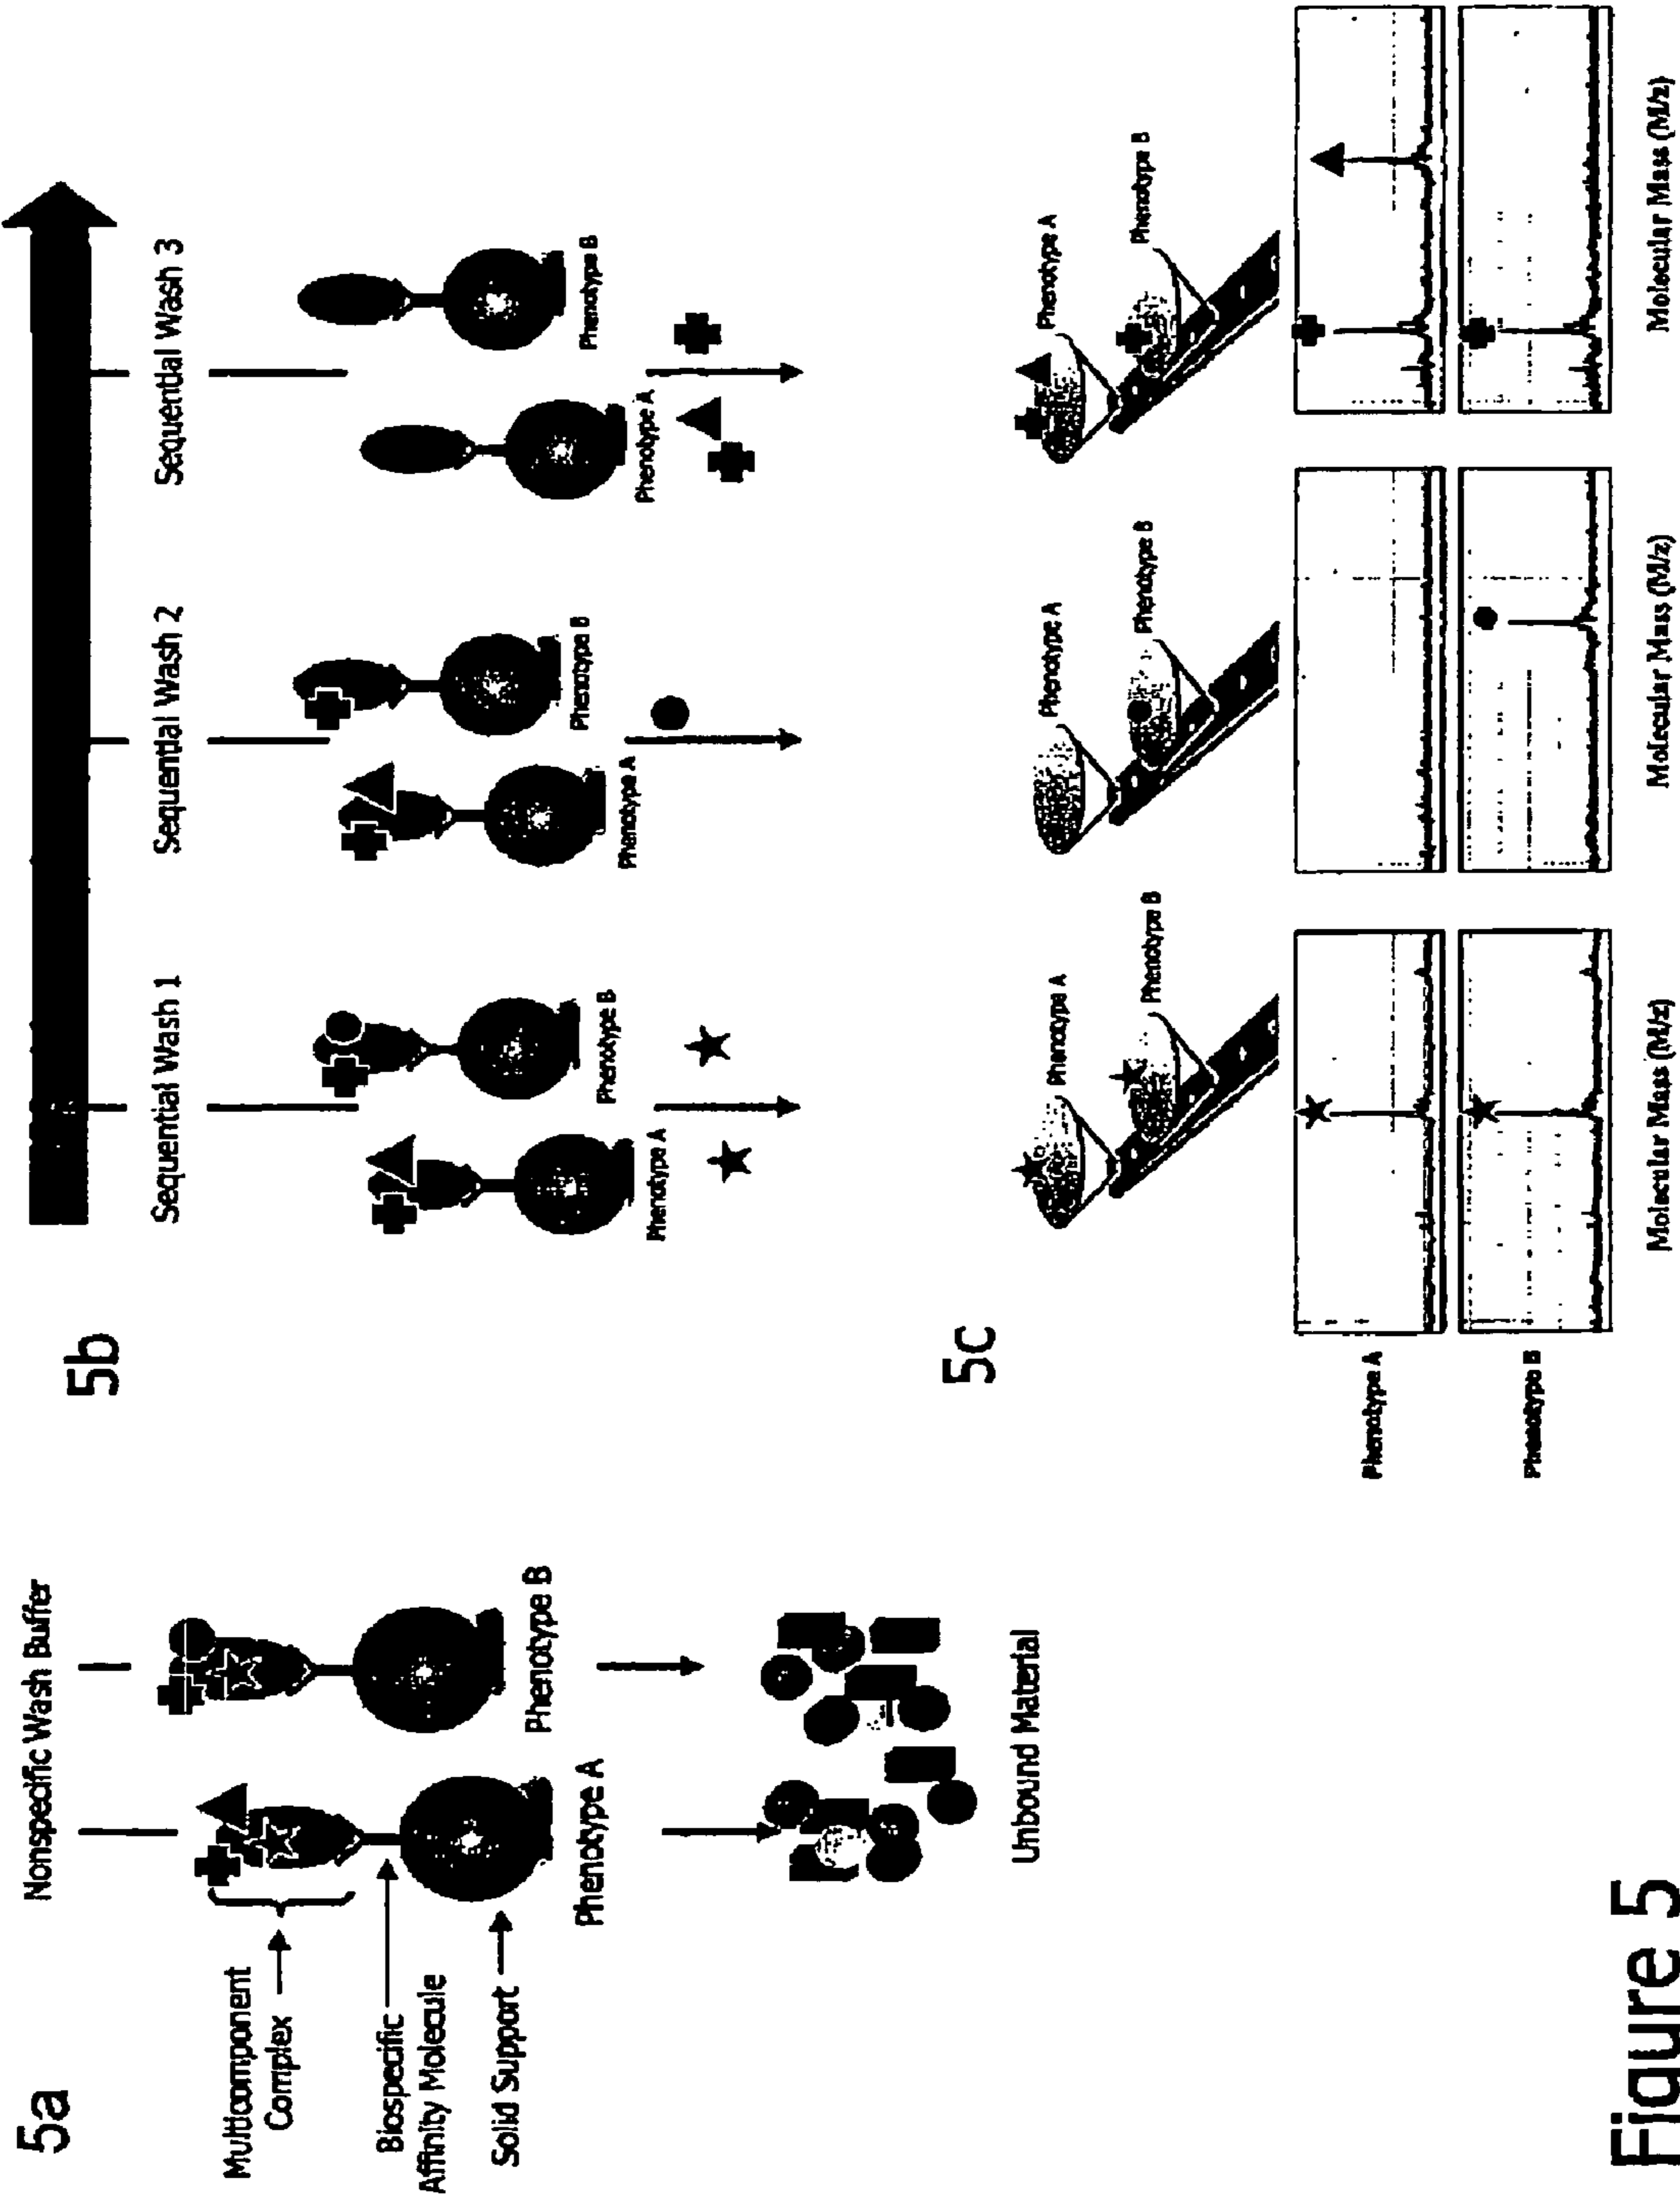 5a
Nonspecific Wash Buffer
Multicomponent
Complex
Biospecific
Affinity Molecule
Solid Support
Phenotype A
Phenotype B
Unbound Material
5b
Sequential Wash 1
Sequential Wash 2
Sequential Wash 3
Phenotype A
Phenotype B
Phenotype A
Phenotype B
Phenotype A
Phenotype B
5c
Phenotype A
Phenotype B
Phenotype A
Phenotype B
Phenotype A
Phenotype B
Phenotype A
Phenotype B
Molecular Mass (M/z)
Molecular Mass (M/z)
Molecular Mass (M/z)
Figure 5